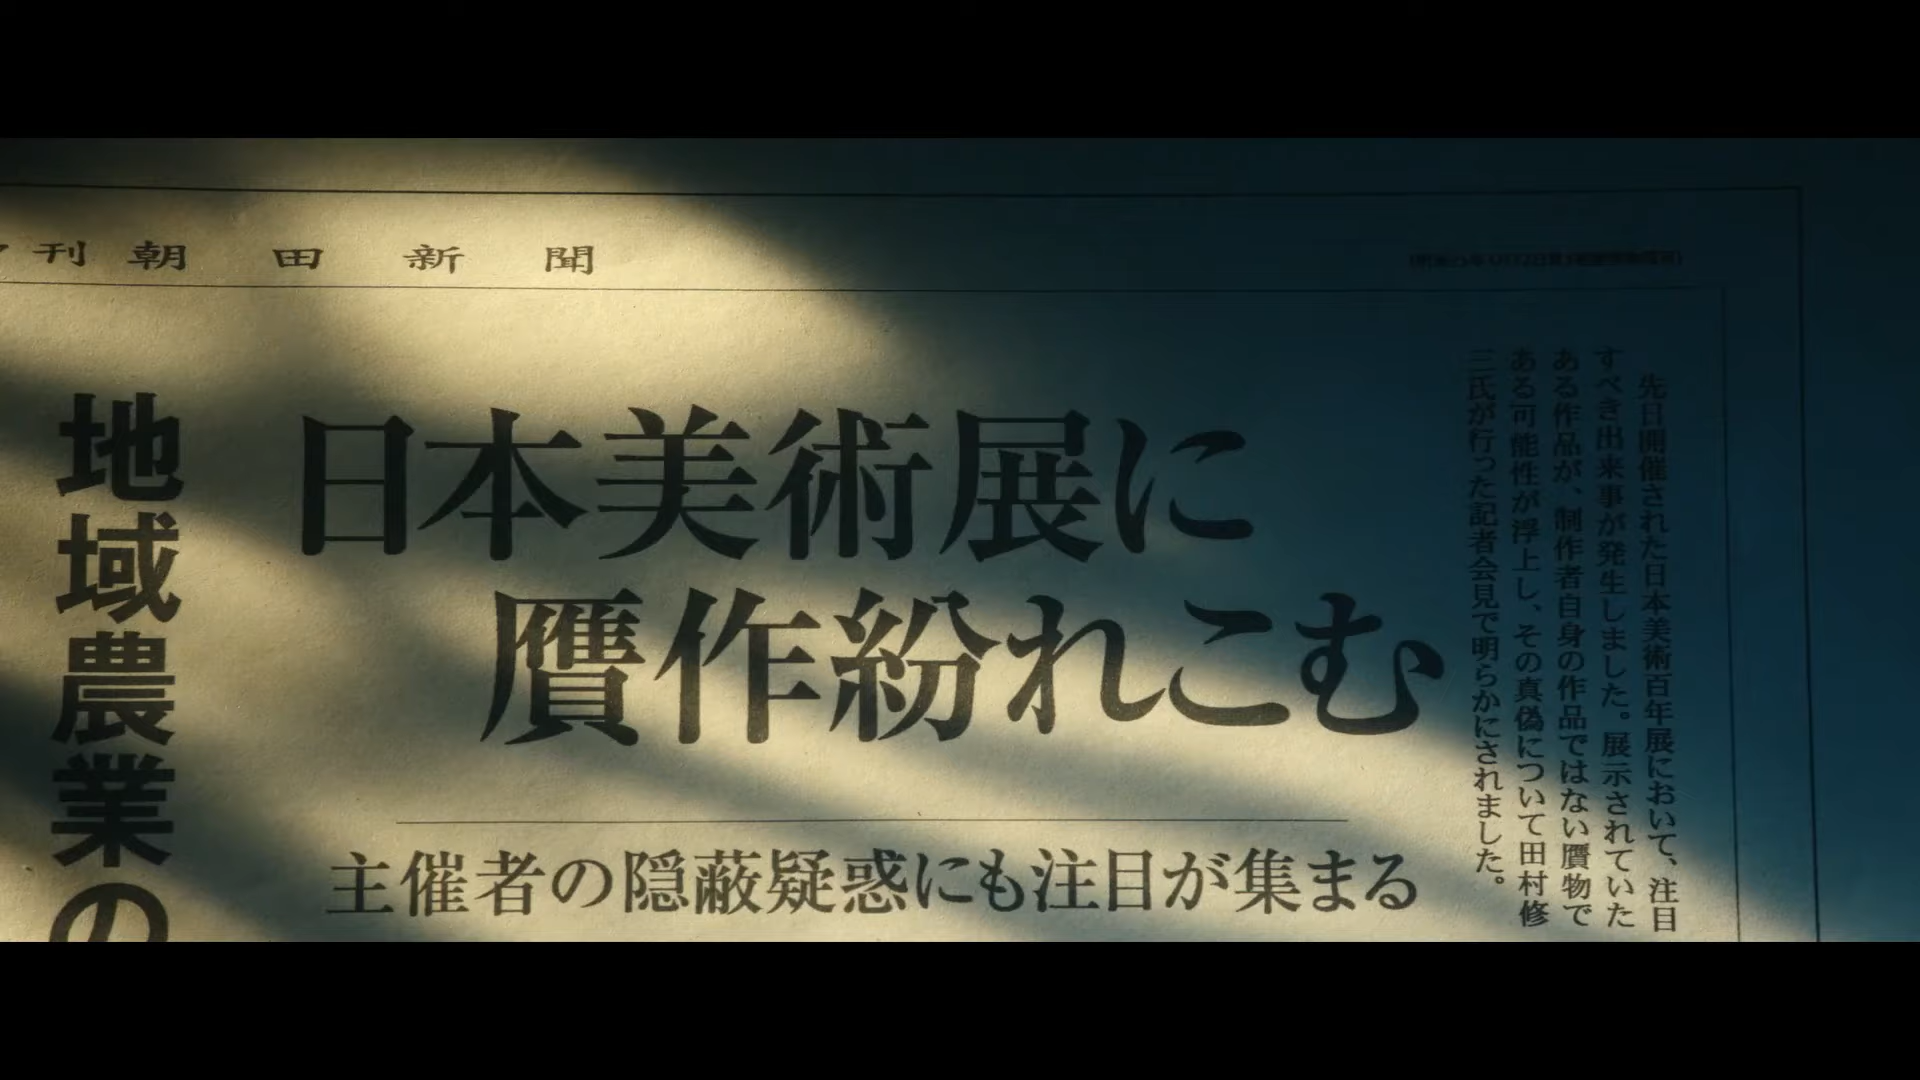 夕刊朝田新聞
日本美術展に
贋作紛れこむ
主催者の隠蔽疑惑にも注目が集まる
先日開催された日本美術百年展において、注目
すべき出来事が発生しました。展示されていた
ある作品が、制作者自身の作品ではない贋物で
ある可能性が浮上し、その真偽について田村修
三氏が行った記者会見で明らかにされました。
地域農業の